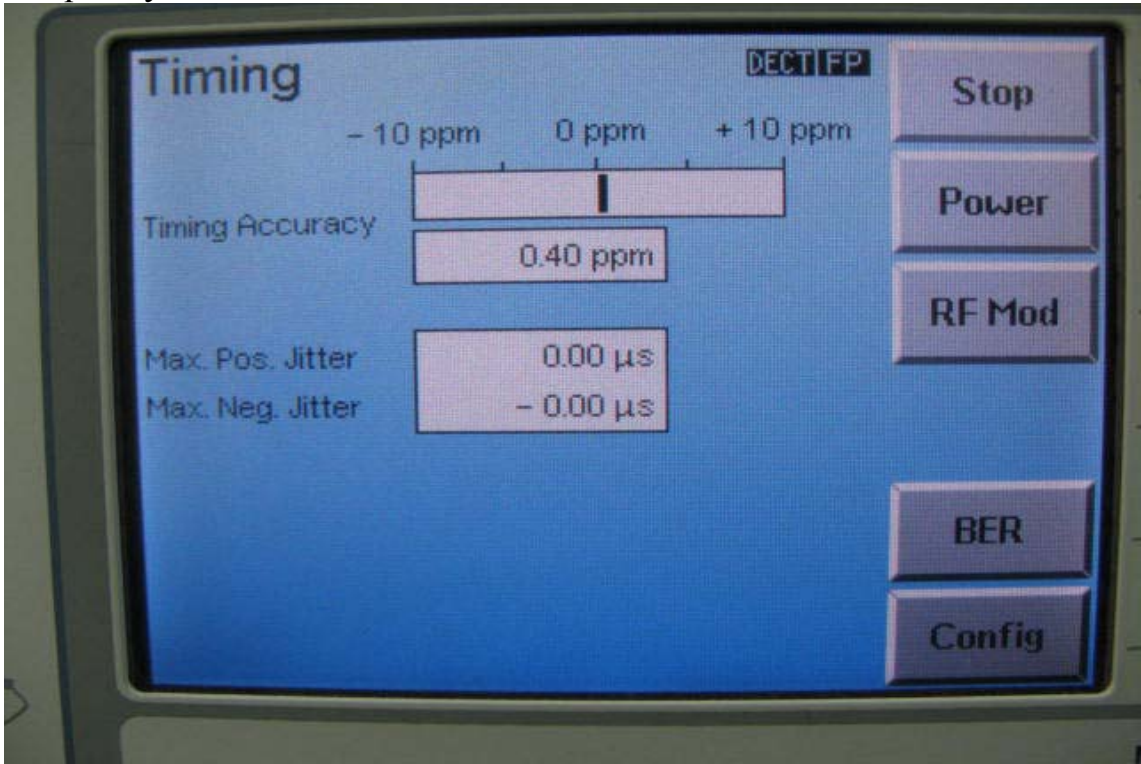 Timing
DECT FP
Stop
– 10 ppm 0 ppm + 10 ppm
Power
Timing Accuracy
0.40 ppm
RF Mod
Max. Pos. Jitter 0.00 µs
Max. Neg. Jitter – 0.00 µs
BER
Config